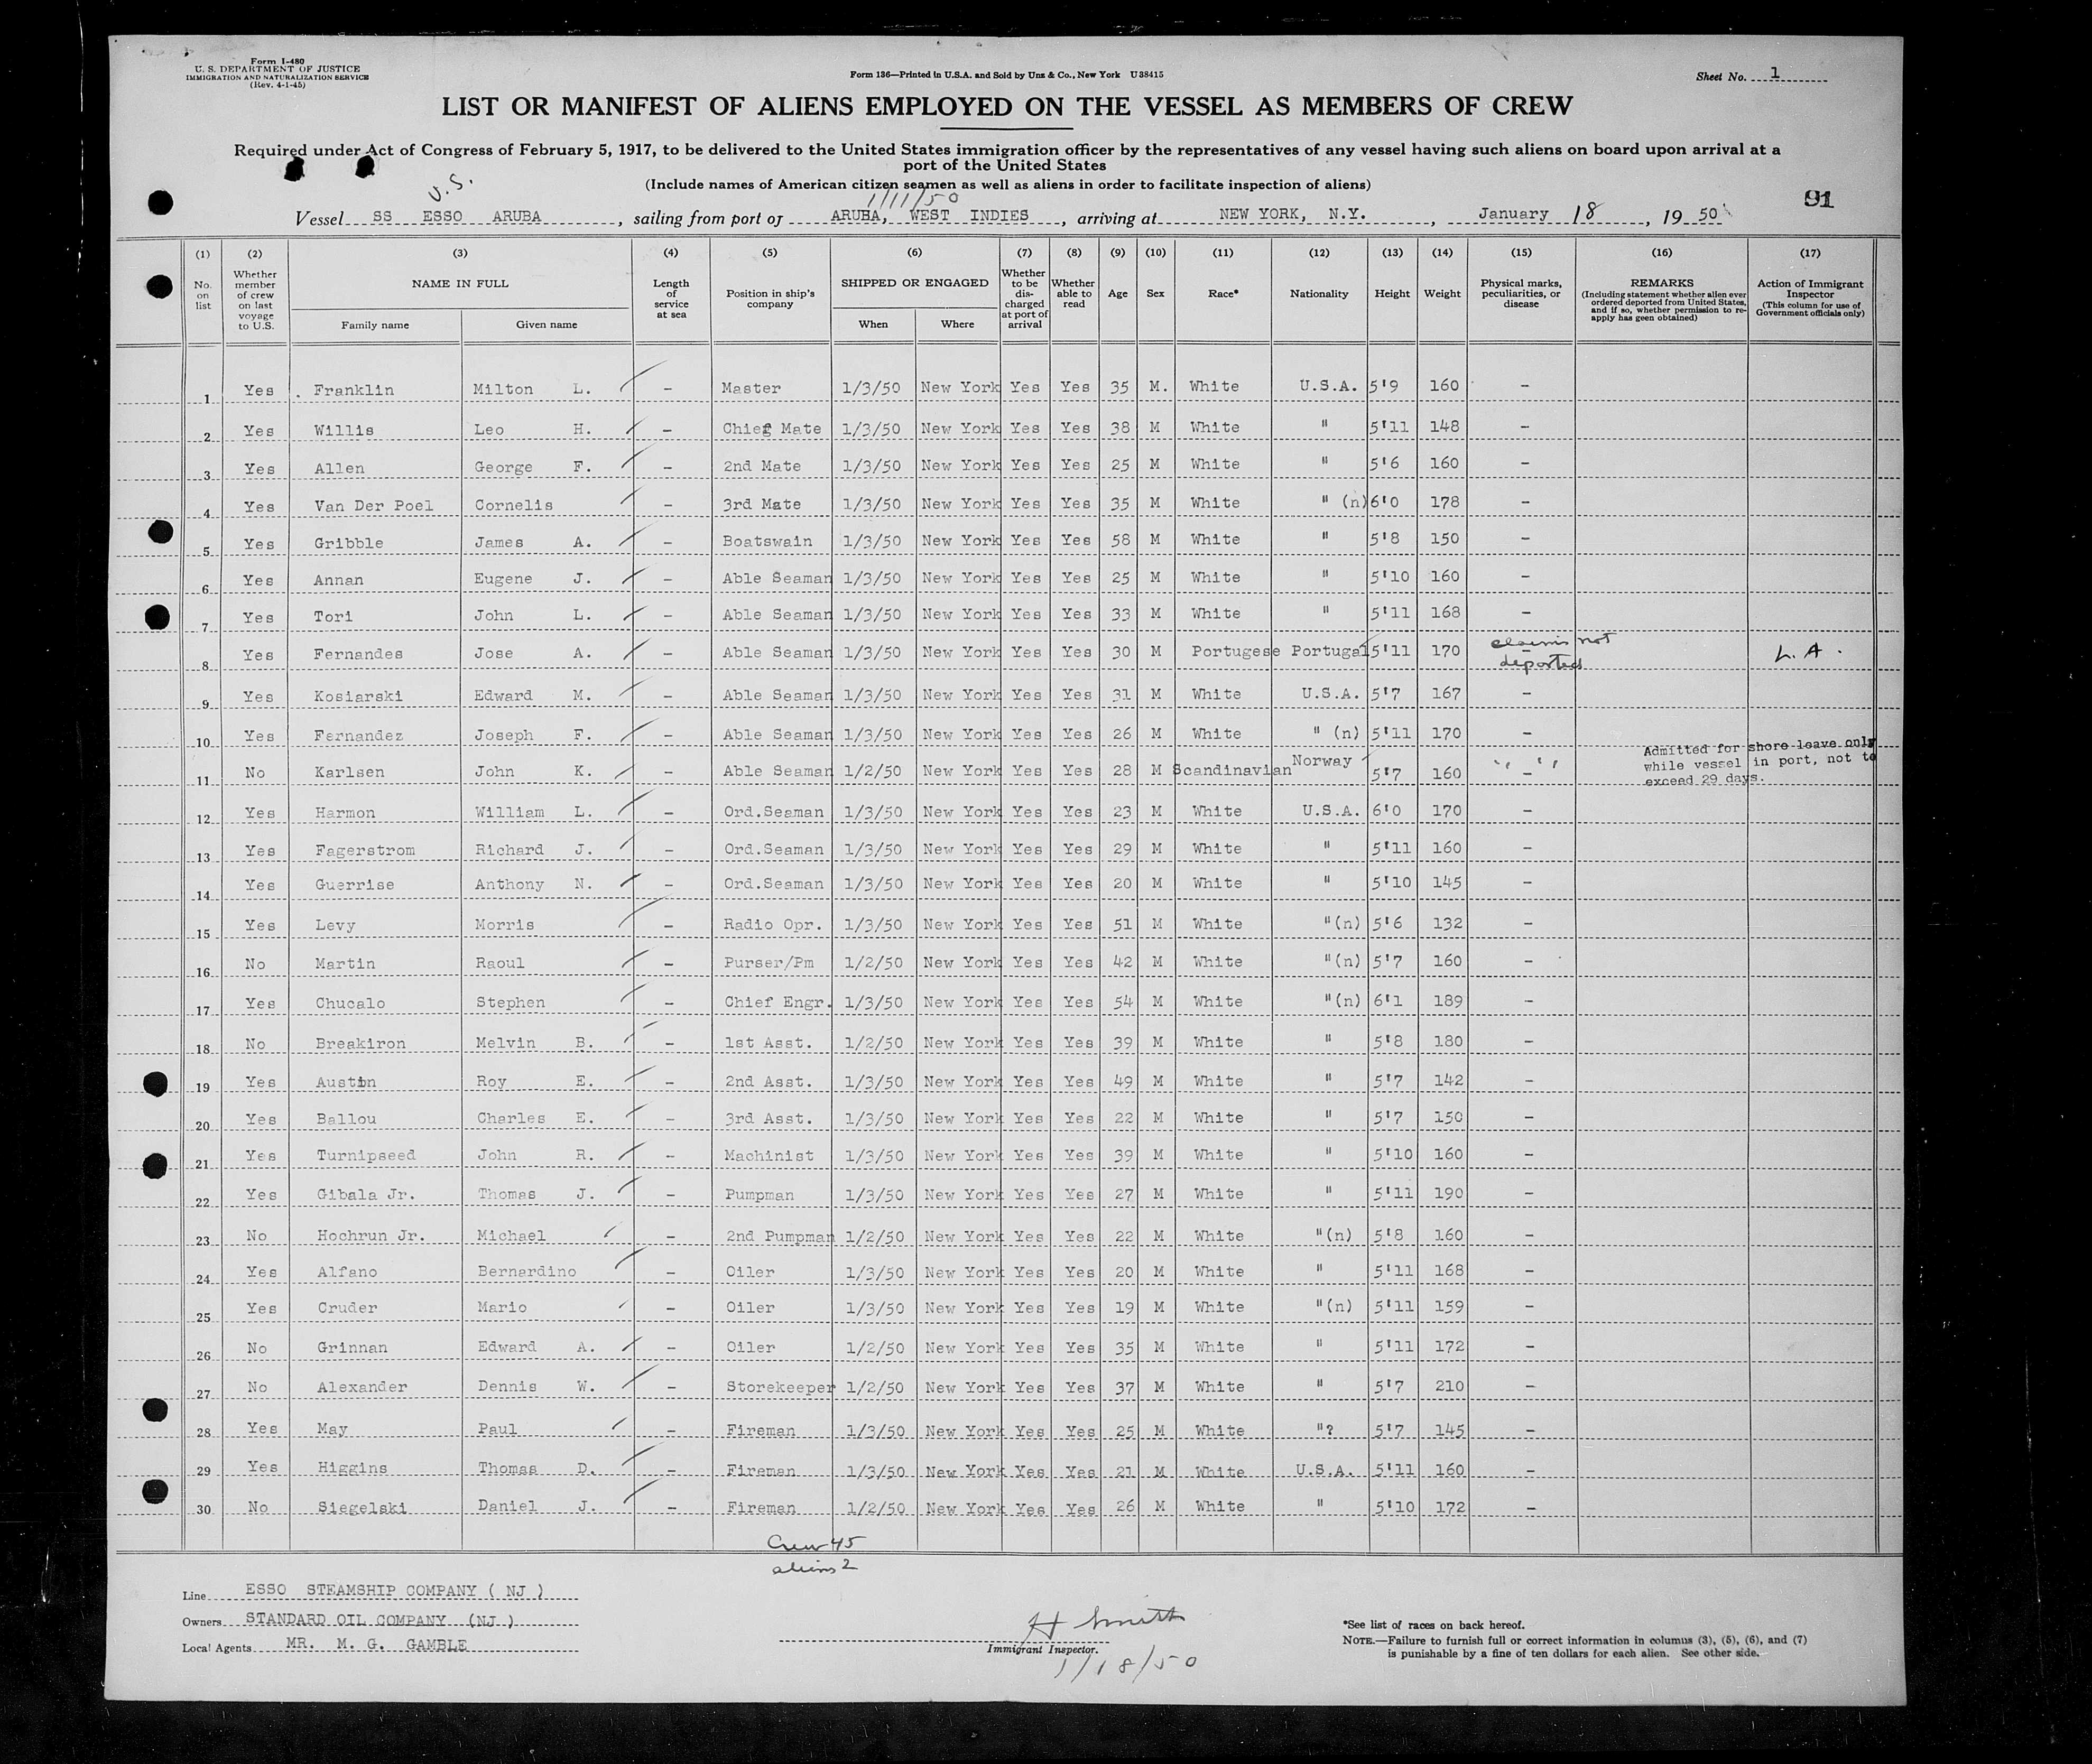 Form I-480
U. S. DEPARTMENT OF JUSTICE
IMMIGRATION AND NATURALIZATION SERVICE
(Rev. 4-1-45)
Form 136—Printed in U.S.A. and Sold by Unz & Co., New York U 38415
Sheet No. 1
LIST OR MANIFEST OF ALIENS EMPLOYED ON THE VESSEL AS MEMBERS OF CREW
Required under Act of Congress of February 5, 1917, to be delivered to the United States immigration officer by the representatives of any vessel having such aliens on board upon arrival at a
port of the United States
(Include names of American citizen seamen as well as aliens in order to facilitate inspection of aliens)
U.S.
1/11/50
91
Vessel SS ESSO ARUBA, sailing from port of ARUBA, WEST INDIES, arriving at NEW YORK, N.Y., January 18, 1950
(1) No. on list
(2) Whether member of crew on last voyage to U.S.
(3) NAME IN FULL Family name Given name
(4) Length of service at sea
(5) Position in ship's company
(6) SHIPPED OR ENGAGED When Where
(7) Whether to be discharged at port of arrival
(8) Whether able to read
(9) Age
(10) Sex
(11) Race*
(12) Nationality
(13) Height
(14) Weight
(15) Physical marks, peculiarities, or disease
(16) REMARKS (Including statement whether alien ever ordered deported from United States, and if so, whether permission to re-apply has geen obtained)
(17) Action of Immigrant Inspector (This column for use of Government officials only)
1 Yes Franklin Milton L. - Master 1/3/50 New York Yes Yes 35 M. White U.S.A. 5'9 160 -
2 Yes Willis Leo H. - Chief Mate 1/3/50 New York Yes Yes 38 M White " 5'11 148 -
3 Yes Allen George F. - 2nd Mate 1/3/50 New York Yes Yes 25 M White " 5'6 160 -
4 Yes Van Der Poel Cornelis - 3rd Mate 1/3/50 New York Yes Yes 35 M White " (n) 6'0 178 -
5 Yes Gribble James A. - Boatswain 1/3/50 New York Yes Yes 58 M White " 5'8 150 -
6 Yes Annan Eugene J. - Able Seaman 1/3/50 New York Yes Yes 25 M White " 5'10 160 -
7 Yes Tori John L. - Able Seaman 1/3/50 New York Yes Yes 33 M White " 5'11 168 -
8 Yes Fernandes Jose A. - Able Seaman 1/3/50 New York Yes Yes 30 M Portugese Portugal 5'11 170 - claims not deported L. A.
9 Yes Kosiarski Edward M. - Able Seaman 1/3/50 New York Yes Yes 31 M White U.S.A. 5'7 167 -
10 Yes Fernandez Joseph F. - Able Seaman 1/3/50 New York Yes Yes 26 M White " (n) 5'11 170 -
11 No Karlsen John K. - Able Seaman 1/2/50 New York Yes Yes 28 M Scandinavian Norway 5'7 160 " - " Admitted for shore leave only while vessel in port, not to exceed 29 days.
12 Yes Harmon William L. - Ord.Seaman 1/3/50 New York Yes Yes 23 M White U.S.A. 6'0 170 -
13 Yes Fagerstrom Richard J. - Ord.Seaman 1/3/50 New York Yes Yes 29 M White " 5'11 160 -
14 Yes Guerrise Anthony N. - Ord.Seaman 1/3/50 New York Yes Yes 20 M White " 5'10 145 -
15 Yes Levy Morris - Radio Opr. 1/3/50 New York Yes Yes 51 M White "(n) 5'6 132 -
16 No Martin Raoul - Purser/Pm 1/2/50 New York Yes Yes 42 M White "(n) 5'7 160 -
17 Yes Chucalo Stephen - Chief Engr. 1/3/50 New York Yes Yes 54 M White "(n) 6'1 189 -
18 No Breakiron Melvin B. - 1st Asst. 1/2/50 New York Yes Yes 39 M White " 5'8 180 -
19 Yes Austin Roy E. - 2nd Asst. 1/3/50 New York Yes Yes 49 M White " 5'7 142 -
20 Yes Ballou Charles E. - 3rd Asst. 1/3/50 New York Yes Yes 22 M White " 5'7 150 -
21 Yes Turnipseed John R. - Machinist 1/3/50 New York Yes Yes 39 M White " 5'10 160 -
22 Yes Gibala Jr. Thomas J. - Pumpman 1/3/50 New York Yes Yes 27 M White " 5'11 190 -
23 No Hochrun Jr. Michael - 2nd Pumpman 1/2/50 New York Yes Yes 22 M White "(n) 5'8 160 -
24 Yes Alfano Bernardino - Oiler 1/3/50 New York Yes Yes 20 M White " 5'11 168 -
25 Yes Cruder Mario - Oiler 1/3/50 New York Yes Yes 19 M White "(n) 5'11 159 -
26 No Grinnan Edward A. - Oiler 1/2/50 New York Yes Yes 35 M White " 5'11 172 -
27 No Alexander Dennis W. - Storekeeper 1/2/50 New York Yes Yes 37 M White " 5'7 210 -
28 Yes May Paul - Fireman 1/3/50 New York Yes Yes 25 M White "? 5'7 145 -
29 Yes Higgins Thomas D. - Fireman 1/3/50 New York Yes Yes 21 M White U.S.A. 5'11 160 -
30 No Siegelski Daniel J. - Fireman 1/2/50 New York Yes Yes 26 M White " 5'10 172 -
Crew 45
aliens 2
Line ESSO STEAMSHIP COMPANY ( NJ )
Owners STANDARD OIL COMPANY (NJ )
Local Agents MR. M. G. GAMBLE
H Smith
Immigrant Inspector.
1/18/50
*See list of races on back hereof.
NOTE.—Failure to furnish full or correct information in columns (3), (5), (6), and (7)
is punishable by a fine of ten dollars for each alien. See other side.